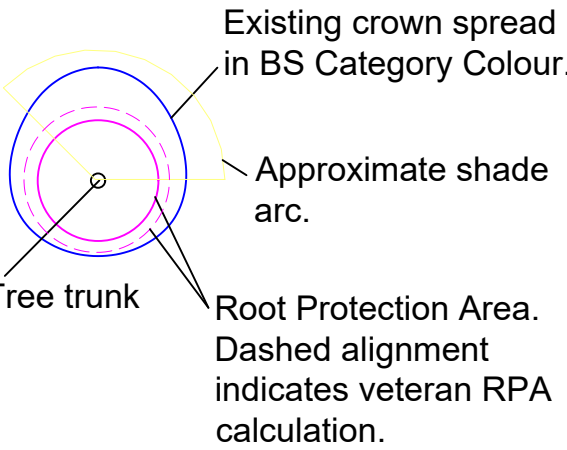 Existing crown spread
in BS Category Colour.
Approximate shade
arc.
Tree trunk
Root Protection Area.
Dashed alignment
indicates veteran RPA
calculation.